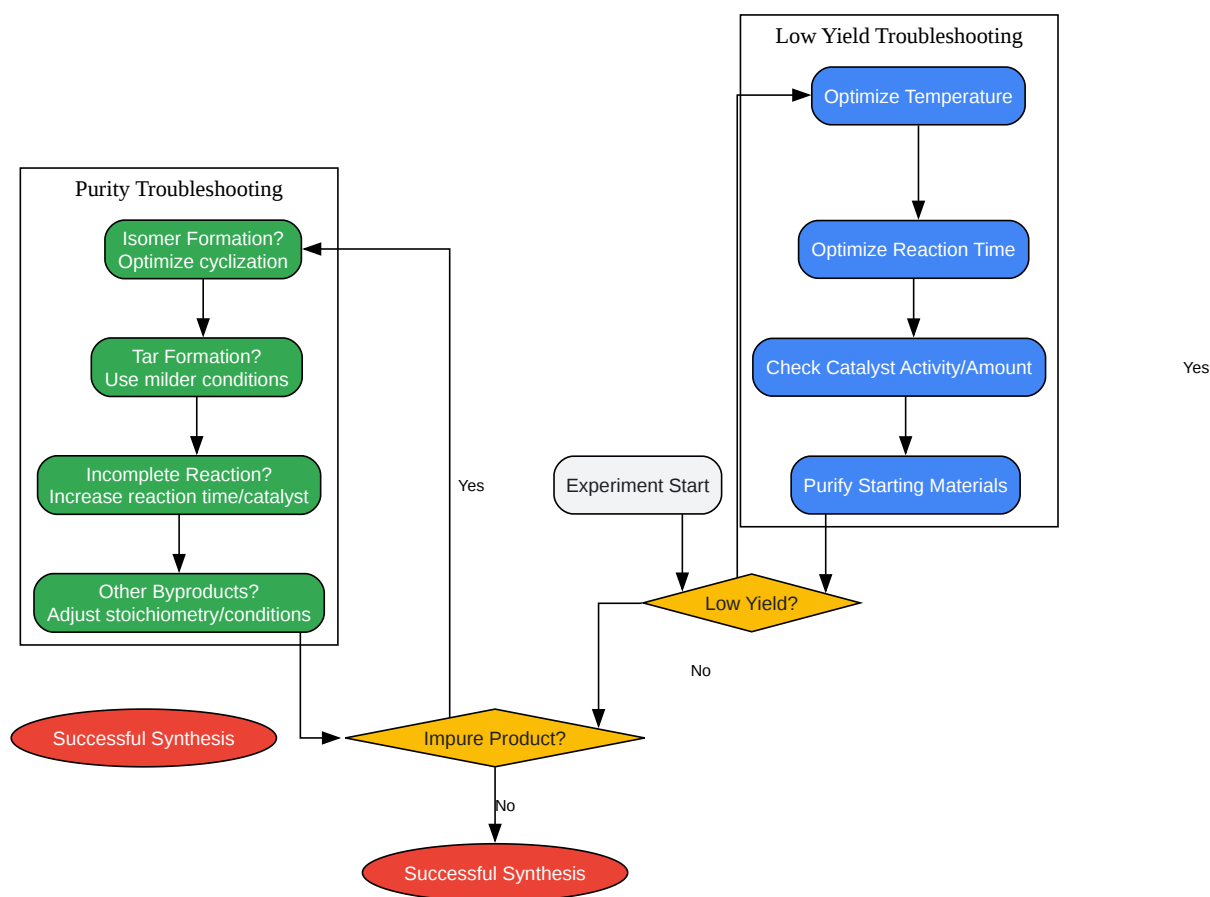 Low Yield Troubleshooting
Optimize Temperature
Optimize Reaction Time
Check Catalyst Activity/Amount
Purify Starting Materials
Yes
Purity Troubleshooting
Isomer Formation?
Optimize cyclization
Tar Formation?
Use milder conditions
Incomplete Reaction?
Increase reaction time/catalyst
Other Byproducts?
Adjust stoichiometry/conditions
Yes
Experiment Start
Low Yield?
No
Successful Synthesis
Impure Product?
No
Successful Synthesis